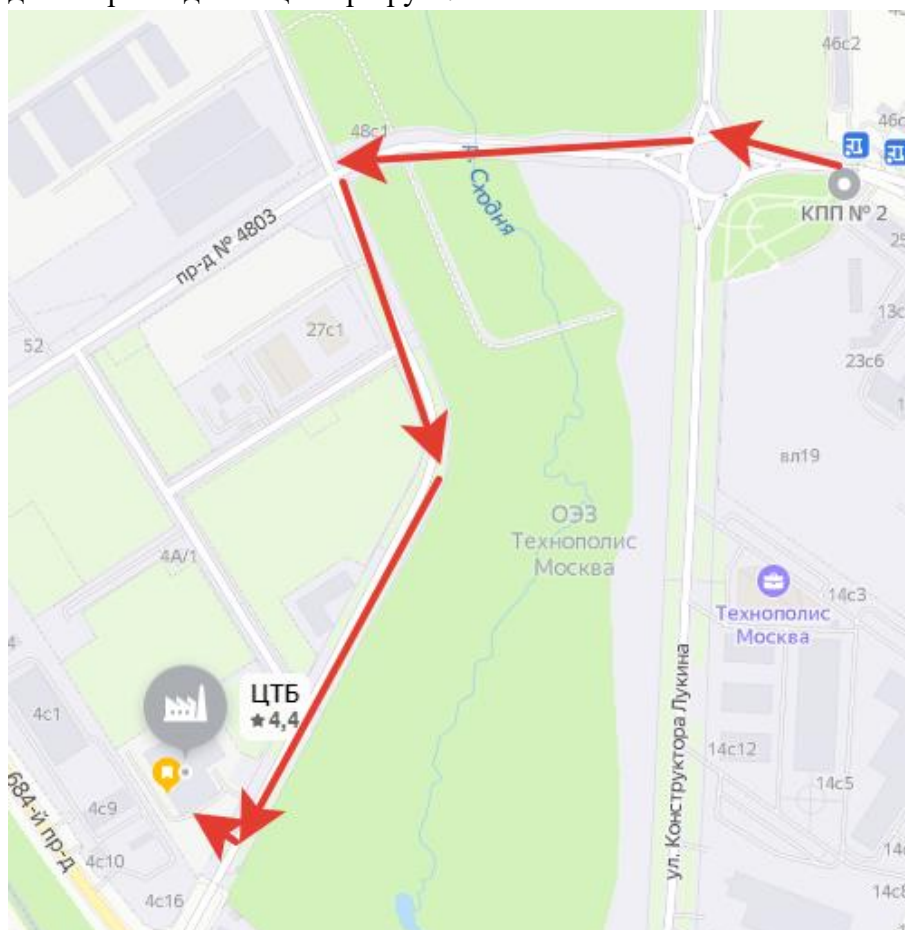 46с2
48с1
46с
р. Сходня
КПП № 2
пр-д № 4803
27с1
52
23с6
вл19
ОЭЗ
Технополис
Москва
4А/1
14с3
Технополис
Москва
ул. Конструктора Лукина
ЦТБ
4,4
4с1
14с12
14с5
4с9
684-й пр-д
4с10
4с16